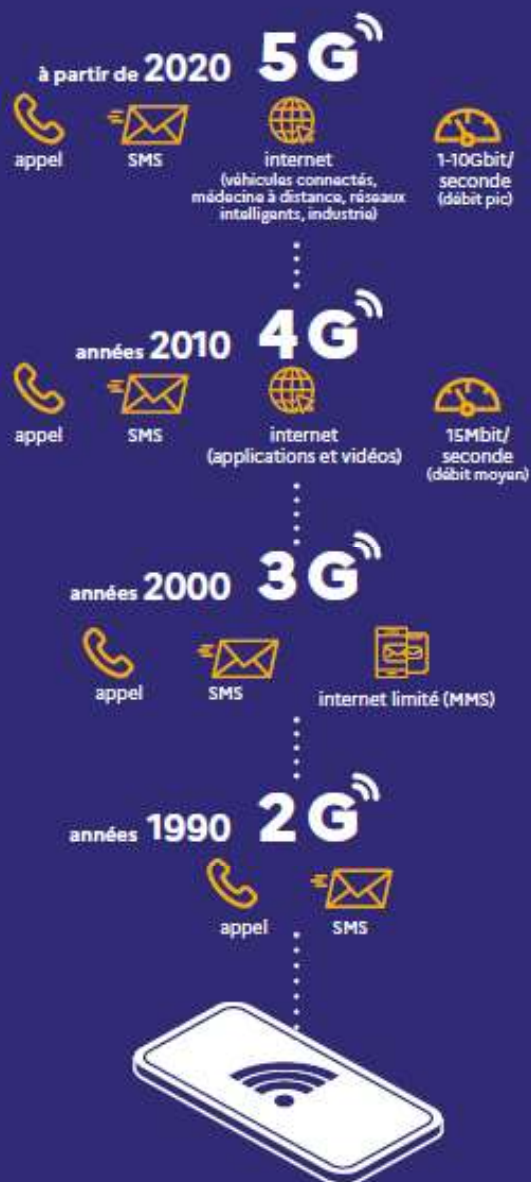 à partir de 2020 5G
appel
SMS
internet
(véhicules connectés,
médecine à distance, réseaux
intelligents, industrie)
1-10Gbit/
seconde
(débit pic)
années 2010 4G
appel
SMS
internet
(applications et vidéos)
15Mbit/
seconde
(débit moyen)
années 2000 3G
appel
SMS
internet limité (MMS)
années 1990 2G
appel
SMS